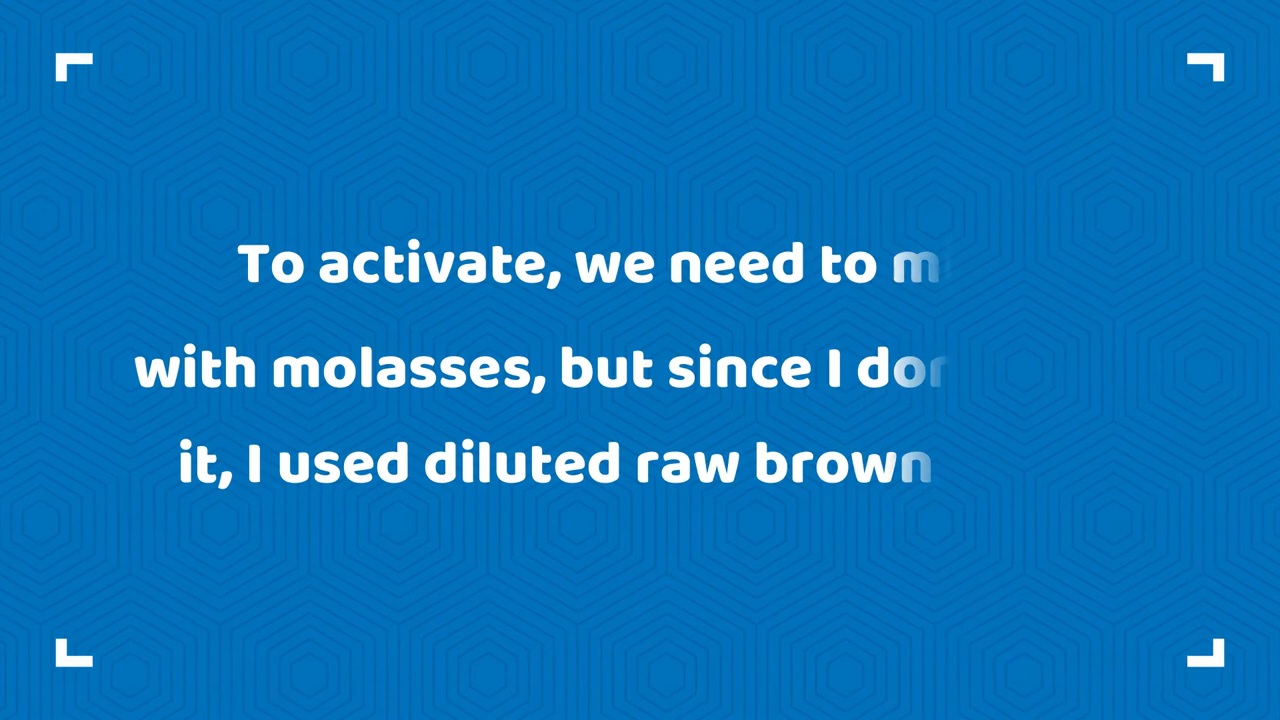 To activate, we need to
with molasses, but since I
it, I used diluted raw brown